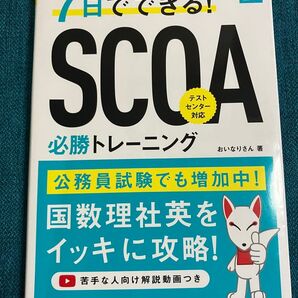 7日でできる!
SCOA
テスト
センター
対応
必勝トレーニング
おいなりさん 著
公務員試験でも増加中!
国数理社英を
イッキに攻略!
苦手な人向け解説動画つき